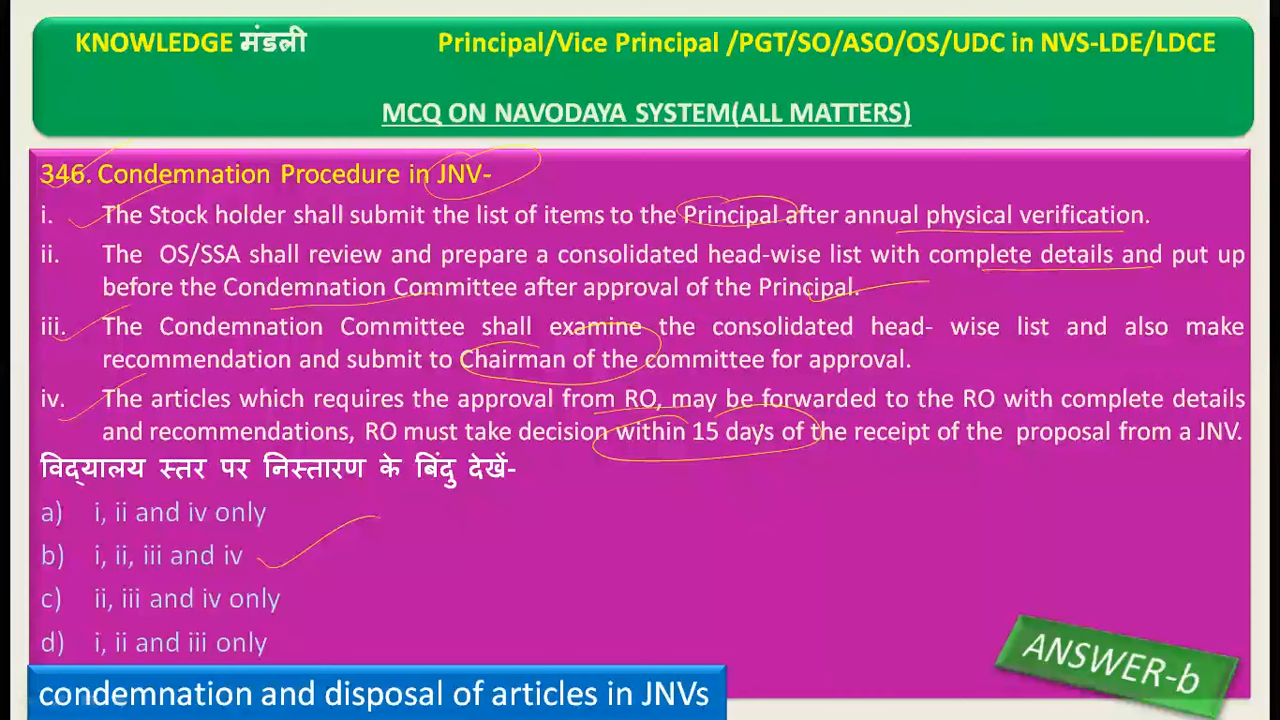 KNOWLEDGE मंडली Principal/Vice Principal /PGT/SO/ASO/OS/UDC in NVS-LDE/LDCE
MCQ ON NAVODAYA SYSTEM(ALL MATTERS)
346. Condemnation Procedure in JNV-
i. The Stock holder shall submit the list of items to the Principal after annual physical verification.
ii. The OS/SSA shall review and prepare a consolidated head-wise list with complete details and put up
before the Condemnation Committee after approval of the Principal.
iii. The Condemnation Committee shall examine the consolidated head- wise list and also make
recommendation and submit to Chairman of the committee for approval.
iv. The articles which requires the approval from RO, may be forwarded to the RO with complete details
and recommendations, RO must take decision within 15 days of the receipt of the proposal from a JNV.
विद्यालय स्तर पर निस्तारण के बिंदु देखें-
a) i, ii and iv only
b) i, ii, iii and iv
c) ii, iii and iv only
d) i, ii and iii only
ANSWER-b
condemnation and disposal of articles in JNVs